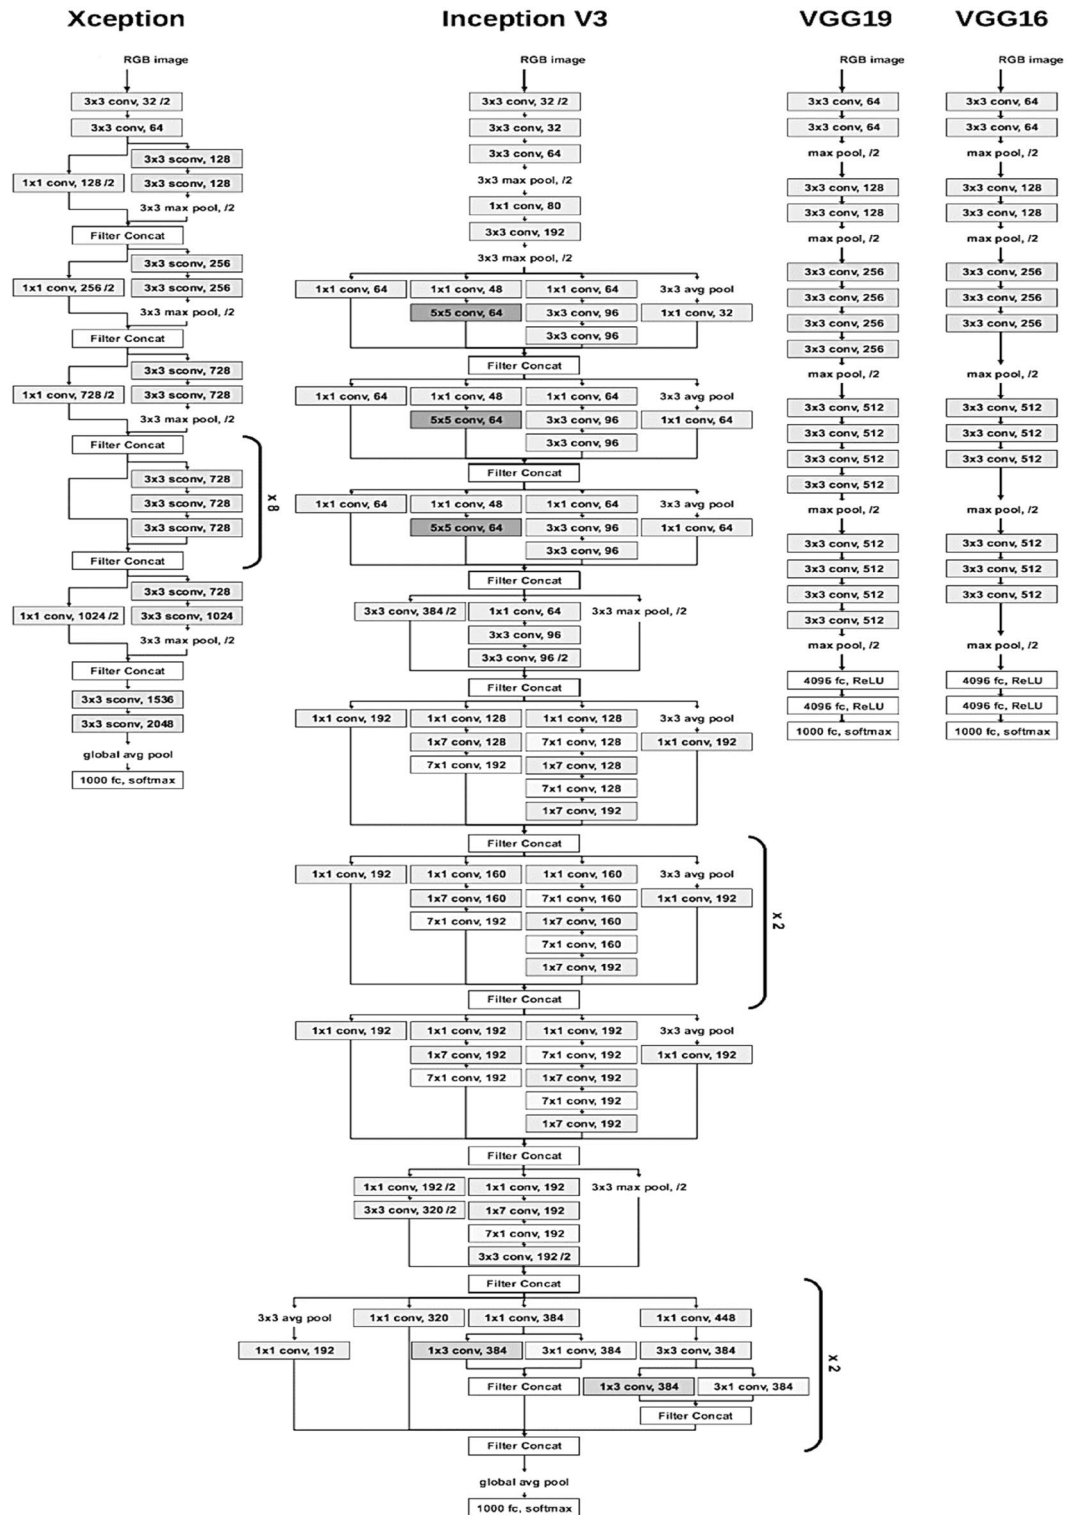 Xception
RGB image
3x3 conv, 32 /2
3x3 conv, 64
3x3 sconv, 128
1x1 conv, 128 /2
3x3 sconv, 128
3x3 max pool, /2
Filter Concat
3x3 sconv, 256
1x1 conv, 256 /2
3x3 sconv, 256
3x3 max pool, /2
Filter Concat
3x3 sconv, 728
1x1 conv, 728 /2
3x3 sconv, 728
3x3 max pool, /2
Filter Concat
3x3 sconv, 728
3x3 sconv, 728
3x3 sconv, 728
x 8
Filter Concat
3x3 sconv, 728
1x1 conv, 1024 /2
3x3 sconv, 1024
3x3 max pool, /2
Filter Concat
3x3 sconv, 1536
3x3 sconv, 2048
global avg pool
1000 fc, softmax
Inception V3
RGB image
3x3 conv, 32 /2
3x3 conv, 32
3x3 conv, 64
3x3 max pool, /2
1x1 conv, 80
3x3 conv, 192
3x3 max pool, /2
1x1 conv, 64 1x1 conv, 48 1x1 conv, 64 3x3 avg pool
5x5 conv, 64 3x3 conv, 96 1x1 conv, 32
3x3 conv, 96
Filter Concat
1x1 conv, 64 1x1 conv, 48 1x1 conv, 64 3x3 avg pool
5x5 conv, 64 3x3 conv, 96 1x1 conv, 64
3x3 conv, 96
Filter Concat
1x1 conv, 64 1x1 conv, 48 1x1 conv, 64 3x3 avg pool
5x5 conv, 64 3x3 conv, 96 1x1 conv, 64
3x3 conv, 96
Filter Concat
3x3 conv, 384 /2 1x1 conv, 64 3x3 max pool, /2
3x3 conv, 96
3x3 conv, 96 /2
Filter Concat
1x1 conv, 192 1x1 conv, 128 1x1 conv, 128 3x3 avg pool
1x7 conv, 128 7x1 conv, 128 1x1 conv, 192
7x1 conv, 192 1x7 conv, 128
7x1 conv, 128
1x7 conv, 192
Filter Concat
1x1 conv, 192 1x1 conv, 160 1x1 conv, 160 3x3 avg pool
1x7 conv, 160 7x1 conv, 160 1x1 conv, 192
7x1 conv, 192 1x7 conv, 160
7x1 conv, 160
1x7 conv, 192
x 2
Filter Concat
1x1 conv, 192 1x1 conv, 192 1x1 conv, 192 3x3 avg pool
1x7 conv, 192 7x1 conv, 192 1x1 conv, 192
7x1 conv, 192 1x7 conv, 192
7x1 conv, 192
1x7 conv, 192
Filter Concat
1x1 conv, 192 /2 1x1 conv, 192 3x3 max pool, /2
3x3 conv, 320 /2 1x7 conv, 192
7x1 conv, 192
3x3 conv, 192 /2
Filter Concat
3x3 avg pool 1x1 conv, 320 1x1 conv, 384 1x1 conv, 448
1x1 conv, 192 1x3 conv, 384 3x1 conv, 384 3x3 conv, 384
Filter Concat 1x3 conv, 384 3x1 conv, 384
Filter Concat
x 2
Filter Concat
global avg pool
1000 fc, softmax
VGG19
RGB image
3x3 conv, 64
3x3 conv, 64
max pool, /2
3x3 conv, 128
3x3 conv, 128
max pool, /2
3x3 conv, 256
3x3 conv, 256
3x3 conv, 256
3x3 conv, 256
max pool, /2
3x3 conv, 512
3x3 conv, 512
3x3 conv, 512
3x3 conv, 512
max pool, /2
3x3 conv, 512
3x3 conv, 512
3x3 conv, 512
3x3 conv, 512
max pool, /2
4096 fc, ReLU
4096 fc, ReLU
1000 fc, softmax
VGG16
RGB image
3x3 conv, 64
3x3 conv, 64
max pool, /2
3x3 conv, 128
3x3 conv, 128
max pool, /2
3x3 conv, 256
3x3 conv, 256
3x3 conv, 256
max pool, /2
3x3 conv, 512
3x3 conv, 512
3x3 conv, 512
max pool, /2
3x3 conv, 512
3x3 conv, 512
3x3 conv, 512
max pool, /2
4096 fc, ReLU
4096 fc, ReLU
1000 fc, softmax